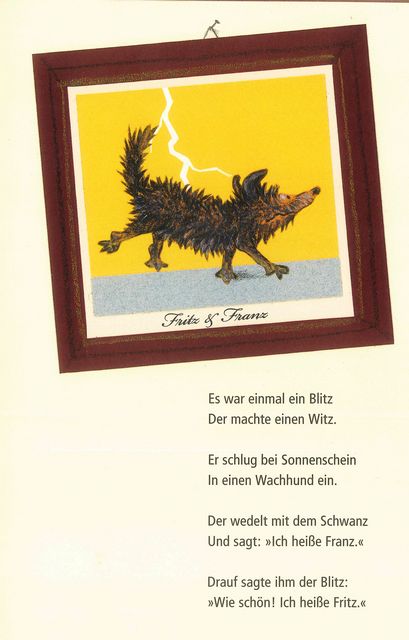 Fritz & Franz
Es war einmal ein Blitz
Der machte einen Witz.
Er schlug bei Sonnenschein
In einen Wachhund ein.
Der wedelt mit dem Schwanz
Und sagt: »Ich heiße Franz.«
Drauf sagte ihm der Blitz:
»Wie schön! Ich heiße Fritz.«